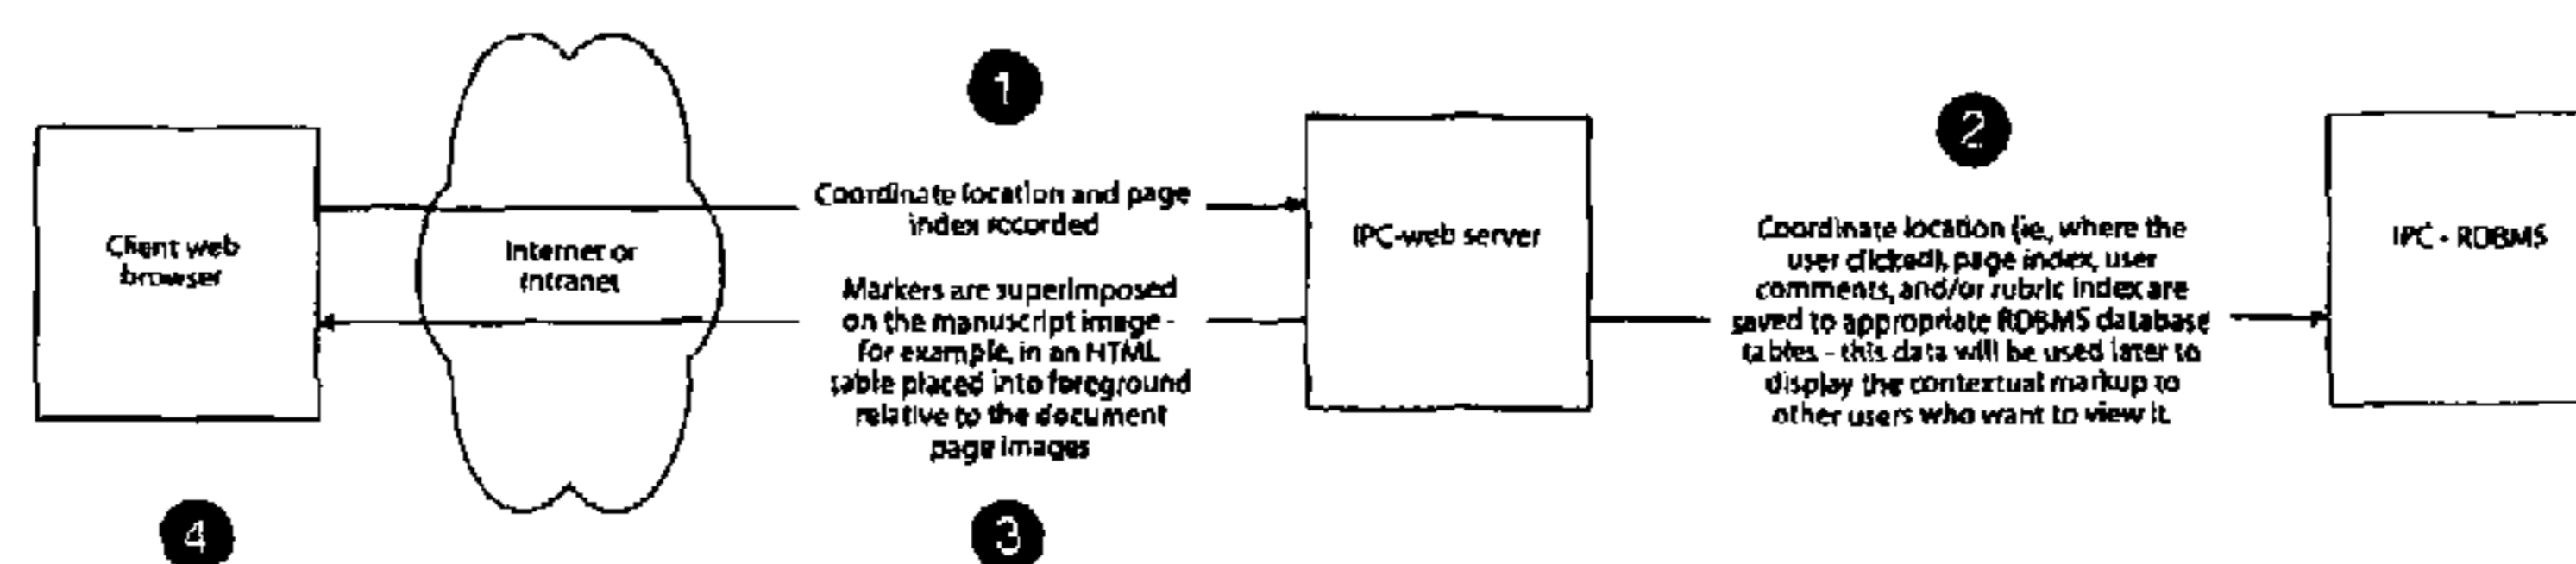 1
2
Client web
browser
Internet or
intranet
Coordinate location and page
index recorded
Markers are superimposed
on the manuscript image -
for example, in an HTML
table placed into foreground
relative to the document
page images
IPC-web server
Coordinate location (ie., where the
user clicked), page index, user
comments, and/or rubric index are
saved to appropriate RDBMS database
tables - this data will be used later to
display the contextual markup to
other users who want to view it.
IPC - RDBMS
4
3